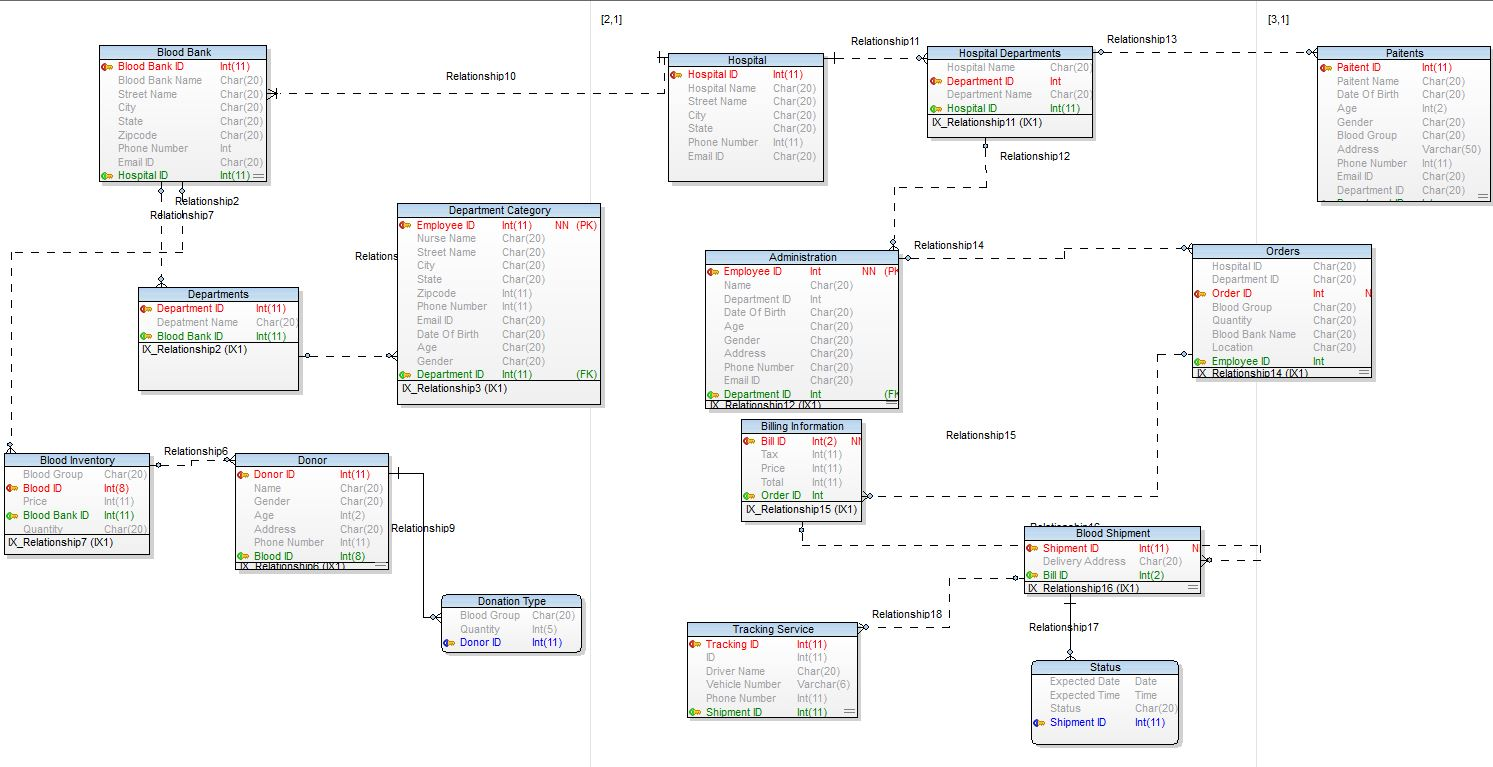 [2,1]
[3,1]
Blood Bank
Blood Bank ID Int(11)
Blood Bank Name Char(20)
Street Name Char(20)
City Char(20)
State Char(20)
Zipcode Char(20)
Phone Number Int
Email ID Char(20)
Hospital ID Int(11)
Relationship10
Hospital
Hospital ID Int(11)
Hospital Name Char(20)
Street Name Char(20)
City Char(20)
State Char(20)
Phone Number Int(11)
Email ID Char(20)
Relationship11
Hospital Departments
Hospital Name Char(20)
Department ID Int
Department Name Char(20)
Hospital ID Int(11)
IX_Relationship11 (IX1)
Relationship13
Paitents
Paitent ID Int(11)
Paitent Name Char(20)
Date Of Birth Char(20)
Age Int(2)
Gender Char(20)
Blood Group Char(20)
Address Varchar(50)
Phone Number Int(11)
Email ID Char(20)
Department ID Char(20)
Relationship12
Relationship2
Relationship7
Department Category
Employee ID Int(11) NN (PK)
Nurse Name Char(20)
Street Name Char(20)
City Char(20)
State Char(20)
Zipcode Int(11)
Phone Number Int(11)
Email ID Char(20)
Date Of Birth Char(20)
Age Char(20)
Gender Char(20)
Department ID Int(11) (FK)
IX_Relationship3 (IX1)
Relations
Departments
Department ID Int(11)
Depatment Name Char(20)
Blood Bank ID Int(11)
IX_Relationship2 (IX1)
Administration
Employee ID Int NN (PK
Name Char(20)
Department ID Int
Date Of Birth Char(20)
Age Char(20)
Gender Char(20)
Address Char(20)
Phone Number Char(20)
Email ID Char(20)
Department ID Int (FK
IX_Relationship12 (IX1)
Relationship14
Orders
Hospital ID Char(20)
Department ID Char(20)
Order ID Int N
Blood Group Char(20)
Quantity Char(20)
Blood Bank Name Char(20)
Location Char(20)
Employee ID Int
IX_Relationship14 (IX1)
Billing Information
Bill ID Int(2) NN
Tax Int(11)
Price Int(11)
Total Int(11)
Order ID Int
IX_Relationship15 (IX1)
Relationship15
Blood Inventory
Blood Group Char(20)
Blood ID Int(8)
Price Int(11)
Blood Bank ID Int(11)
Quantity Char(20)
IX_Relationship7 (IX1)
Relationship6
Donor
Donor ID Int(11)
Name Char(20)
Gender Char(20)
Age Int(2)
Address Char(20)
Phone Number Int(11)
Blood ID Int(8)
IX_Relationship6 (IX1)
Relationship9
Donation Type
Blood Group Char(20)
Quantity Int(5)
Donor ID Int(11)
Relationship16
Blood Shipment
Shipment ID Int(11) N
Delivery Address Char(20)
Bill ID Int(2)
IX_Relationship16 (IX1)
Relationship18
Relationship17
Tracking Service
Tracking ID Int(11)
ID Int(11)
Driver Name Char(20)
Vehicle Number Varchar(6)
Phone Number Int(11)
Shipment ID Int(11)
Status
Expected Date Date
Expected Time Time
Status Char(20)
Shipment ID Int(11)